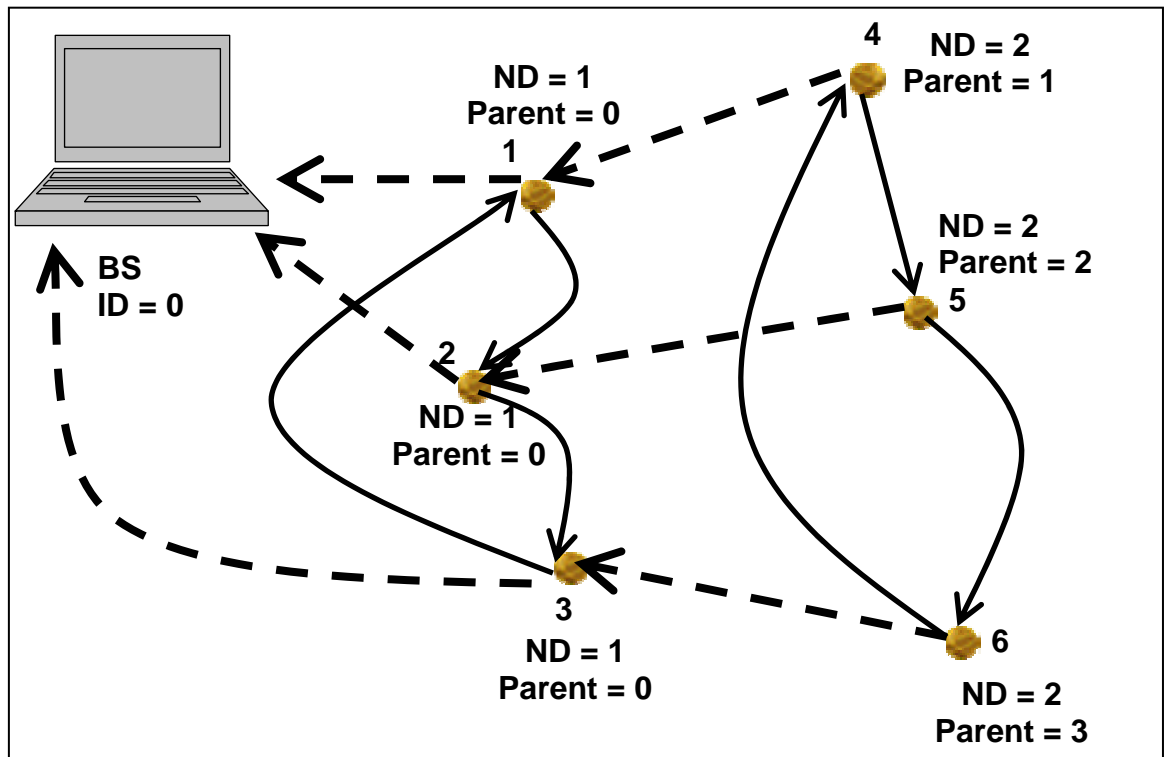 4
ND = 2
Parent = 1
ND = 1
Parent = 0
1
BS
ID = 0
ND = 2
Parent = 2
5
2
ND = 1
Parent = 0
3
ND = 1
Parent = 0
6
ND = 2
Parent = 3